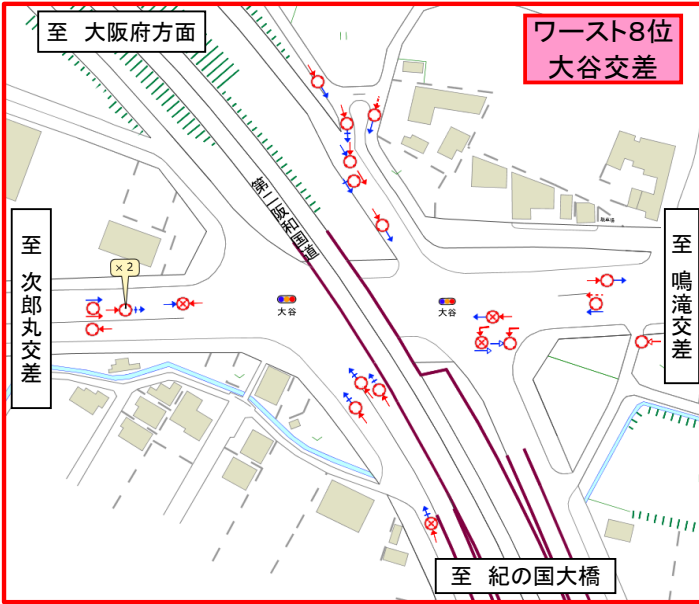 至 大阪府方面
ワースト8位
大谷交差
第二阪和国道
至 次郎丸交差
×2
大谷
大谷
至 鳴滝交差
至 紀の国大橋